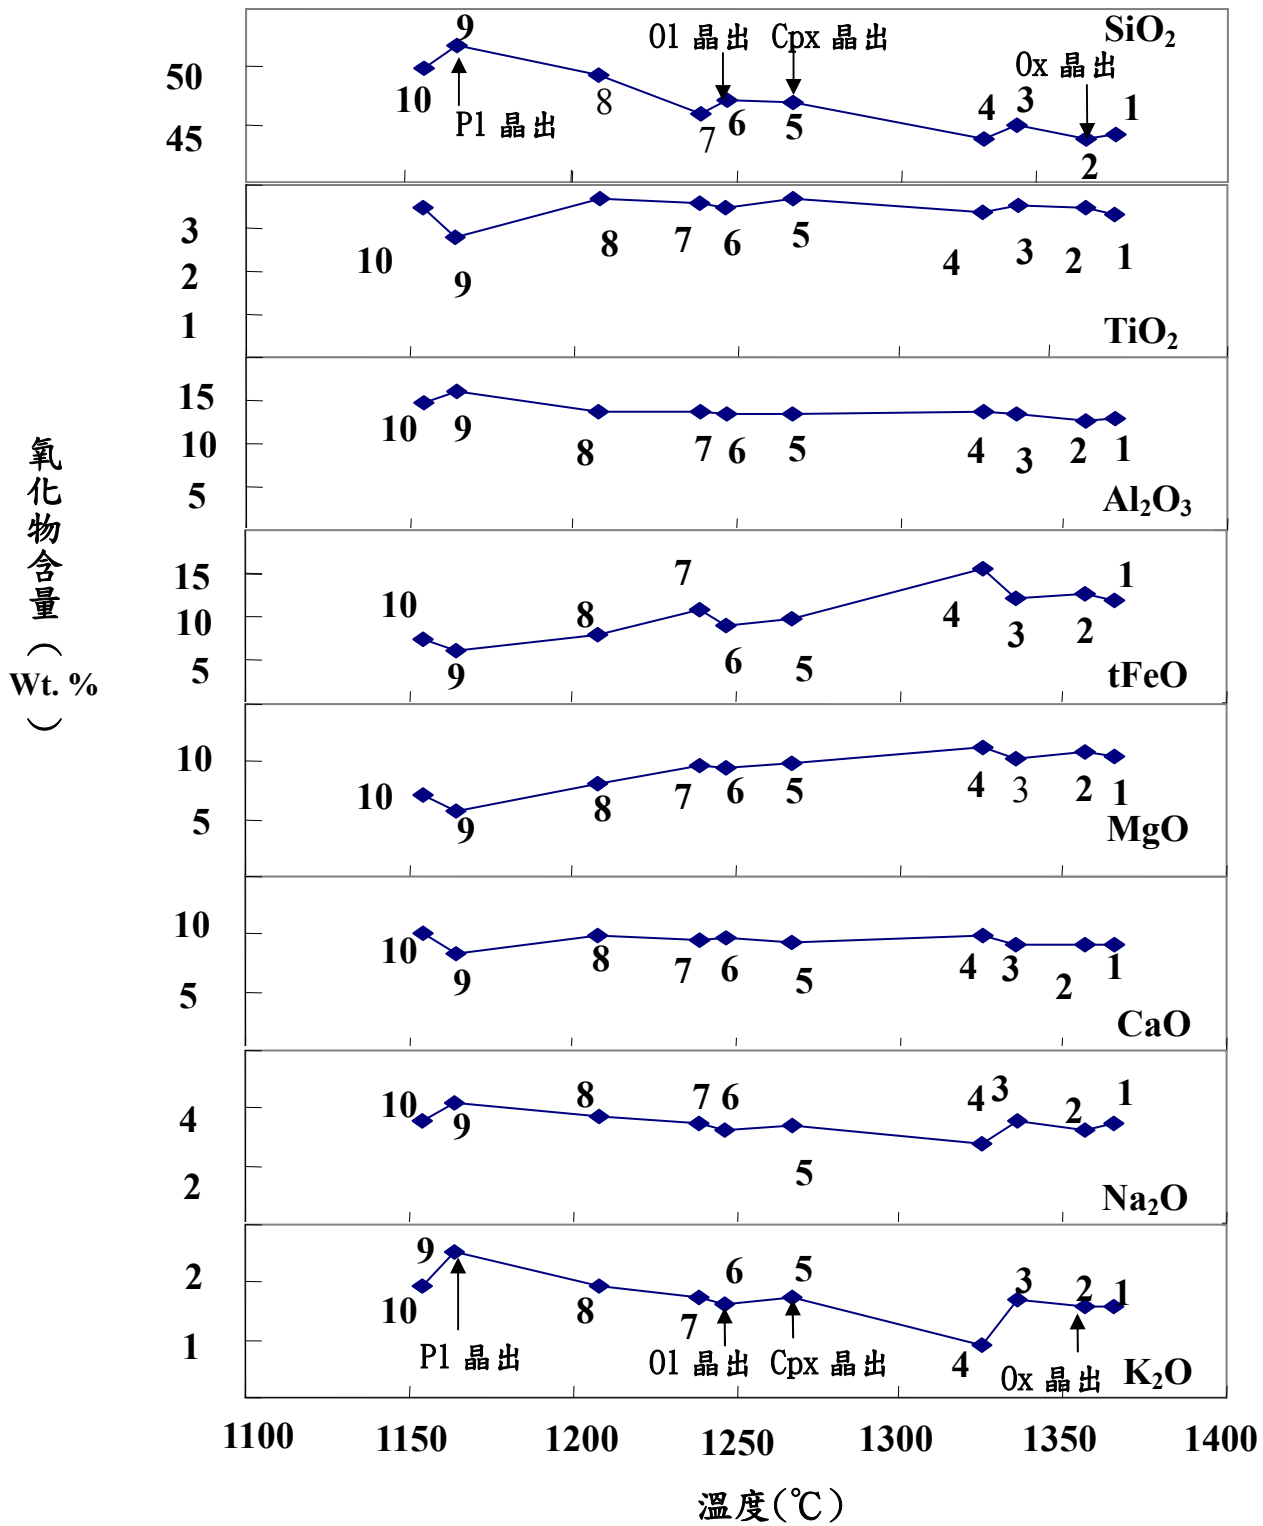 氧化物含量（Wt. %）
9 Ol 晶出 Cpx 晶出 SiO2
50 Ox 晶出
10 8 4 3 1
Pl 晶出 6 5
45 7 2
3 7 5
10 8 6 4 3 2 1
2 9
1 TiO2
15
10 9 7 6 5 4 2 1
10 8 3
5 Al2O3
15 7 1
10 8 4
10 3 2
5 9 6 5 tFeO
10
10 8 7 6 5 4 3 2 1
5 9 MgO
10
10 8 7 6 4 3 1
5 9 5 2
CaO
10 8 7 6 4 3 1
4 9 2
2 5
Na2O
9 6 5 3
2 10 8 2 1
7
1 Pl 晶出 Ol 晶出 Cpx 晶出 4 Ox 晶出 K2O
1100 1150 1200 1250 1300 1350 1400
溫度(℃)